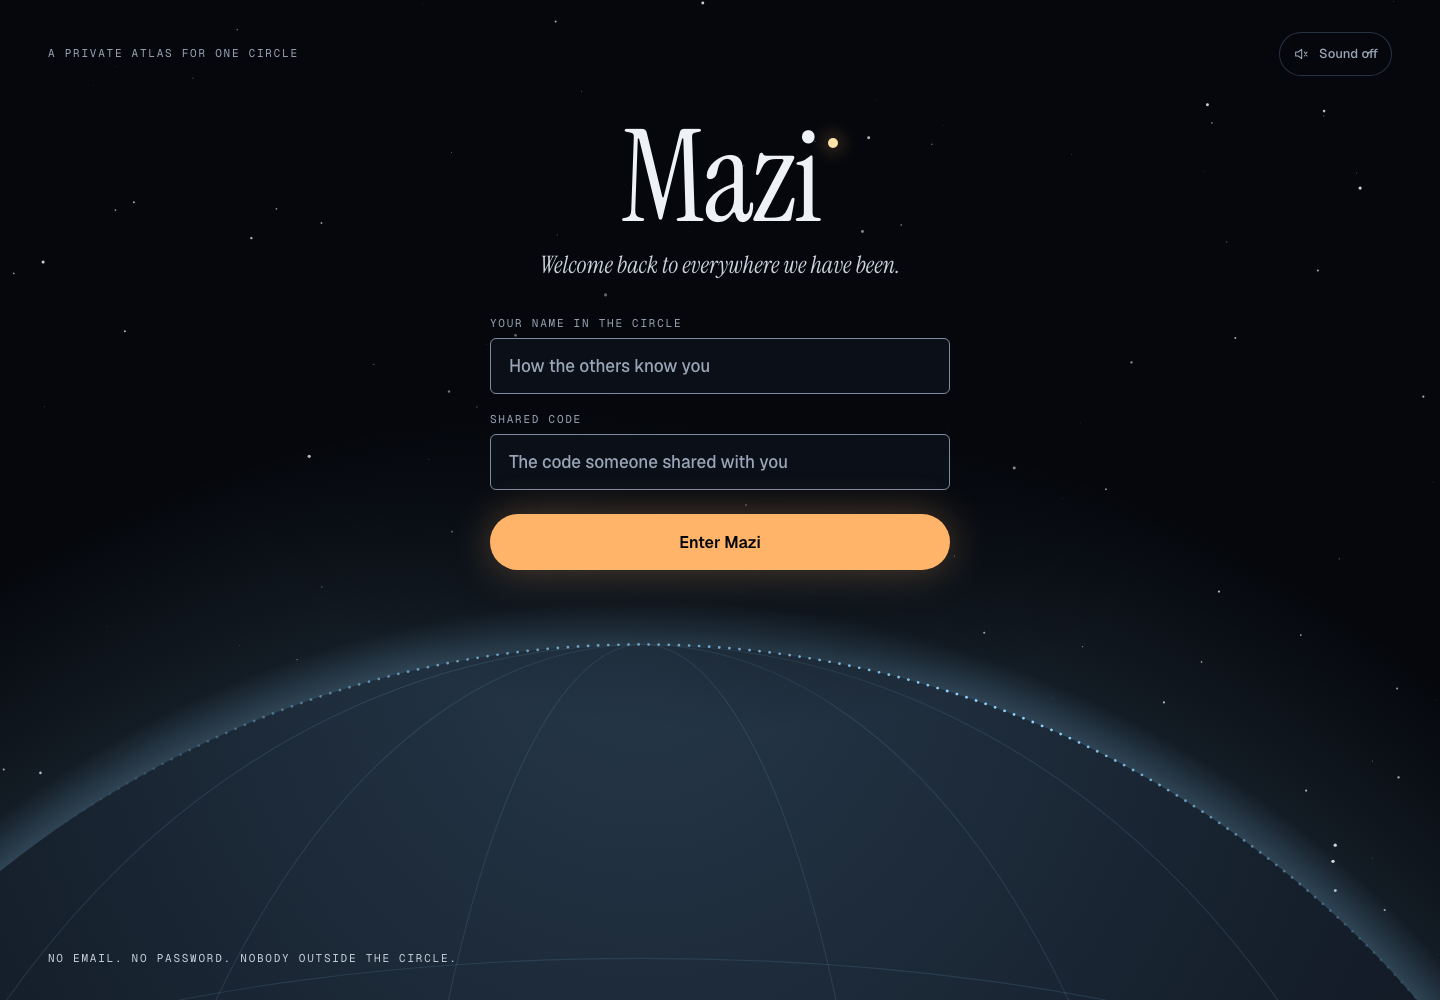 A PRIVATE ATLAS FOR ONE CIRCLE
Sound off
Mazi
Welcome back to everywhere we have been.
YOUR NAME IN THE CIRCLE
How the others know you
SHARED CODE
The code someone shared with you
Enter Mazi
NO EMAIL. NO PASSWORD. NOBODY OUTSIDE THE CIRCLE.